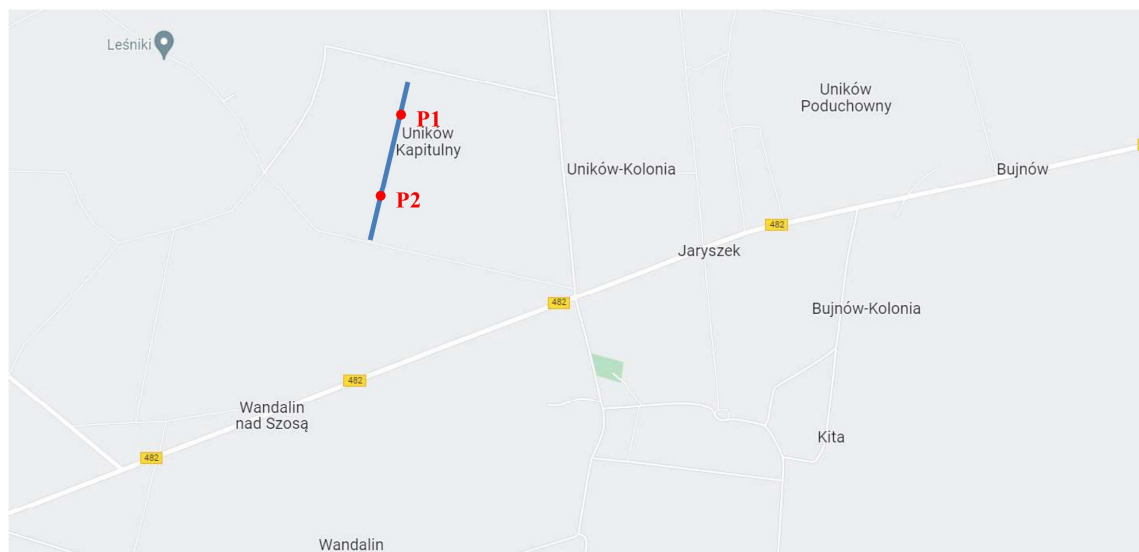 Leśniki
P1
Uników
Kapitulny
P2
Uników
Poduchowny
Uników-Kolonia
Bujnów
482
Jaryszek
482
Bujnów-Kolonia
482
Wandalin
nad Szosą
Kita
482
Wandalin